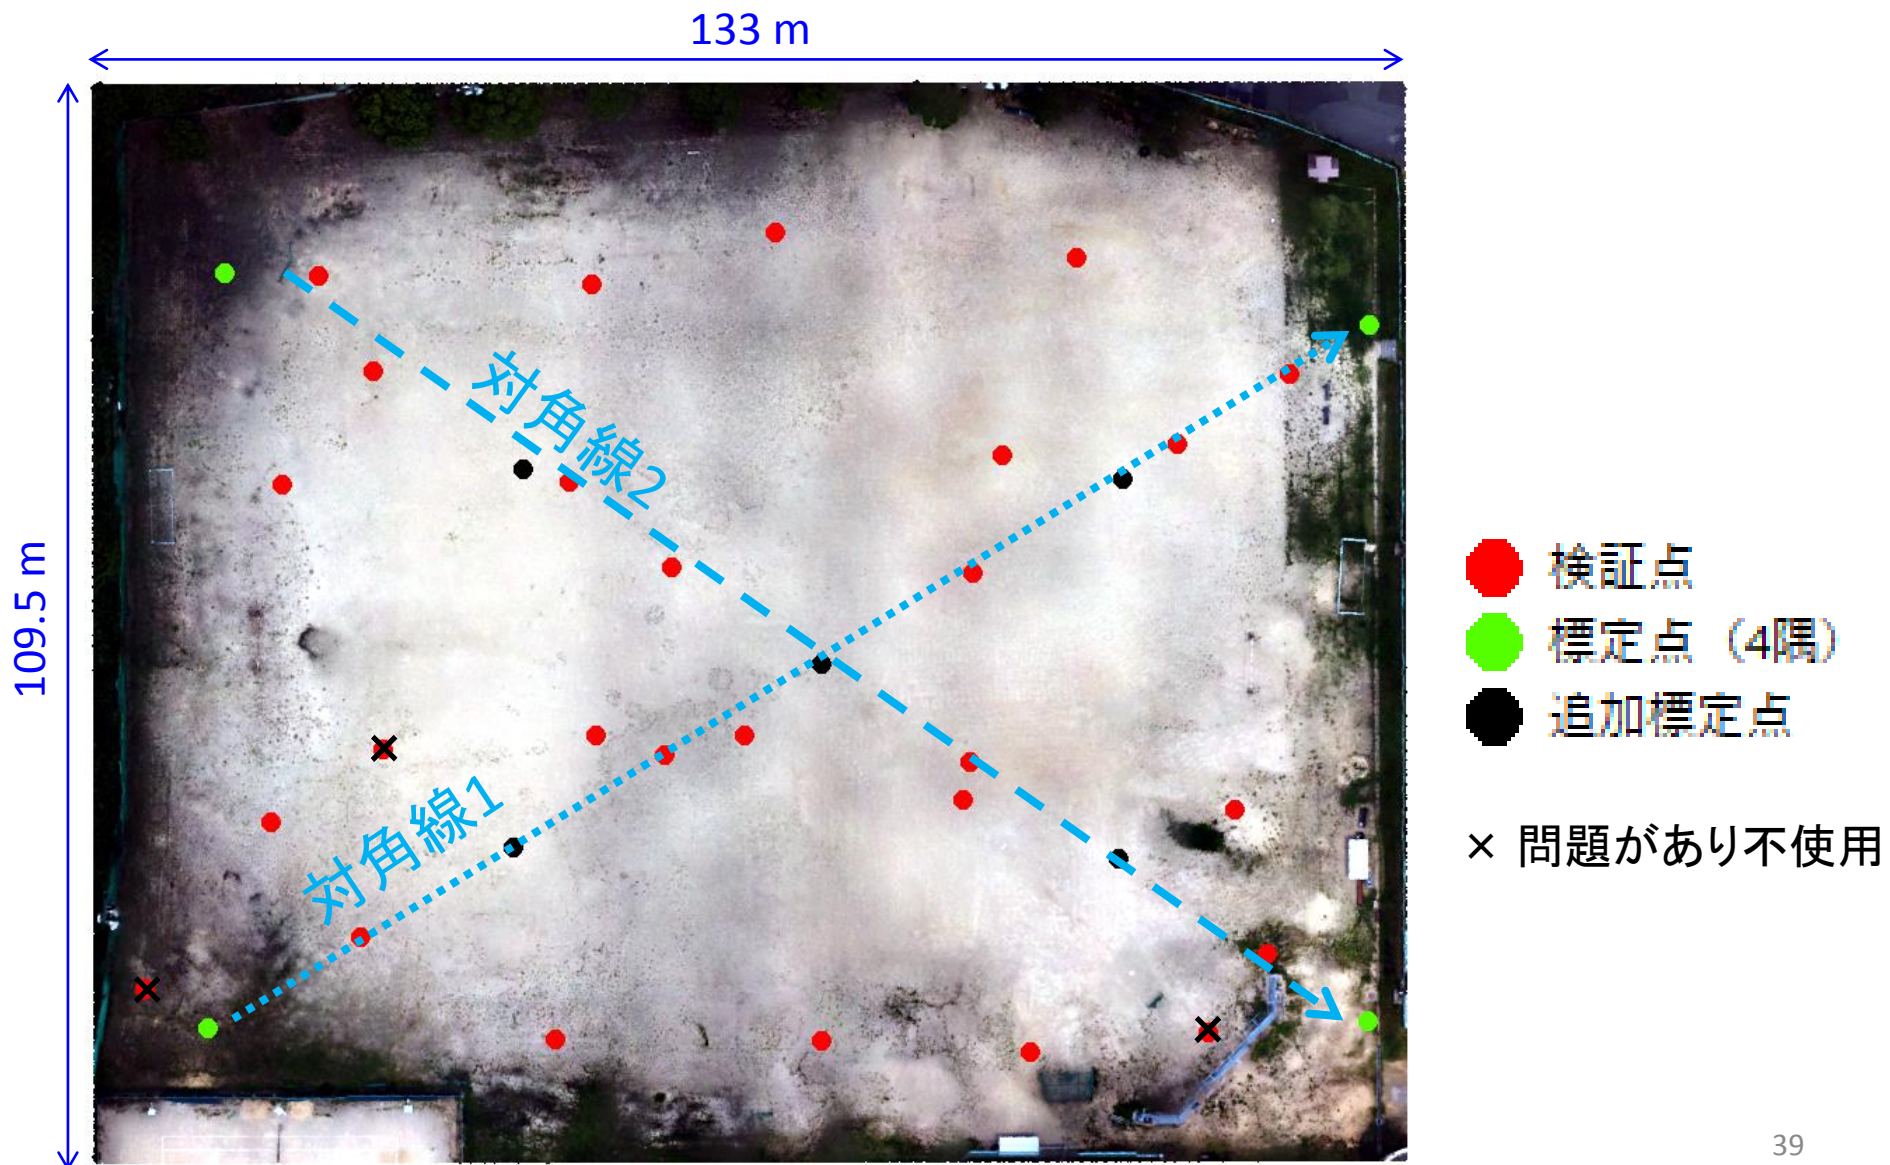 133 m
109.5 m
対角線2
対角線1
検証点
標定点（4隅）
追加標定点
× 問題があり不使用
39